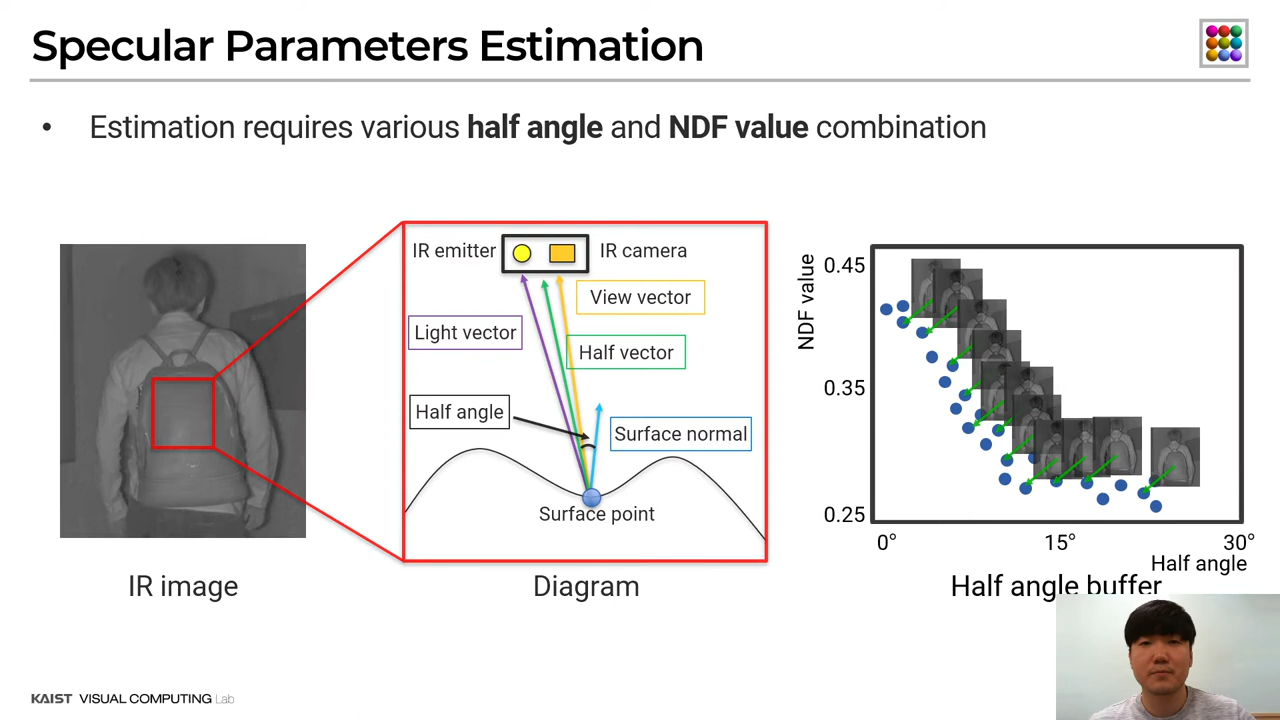 Specular Parameters Estimation
• Estimation requires various half angle and NDF value combination
IR emitter
IR camera
View vector
Light vector
Half vector
Half angle
Surface normal
Surface point
NDF value
0.45
0.35
0.25
0°
15°
30°
Half angle
IR image
Diagram
Half angle buffer
KAIST VISUAL COMPUTING Lab